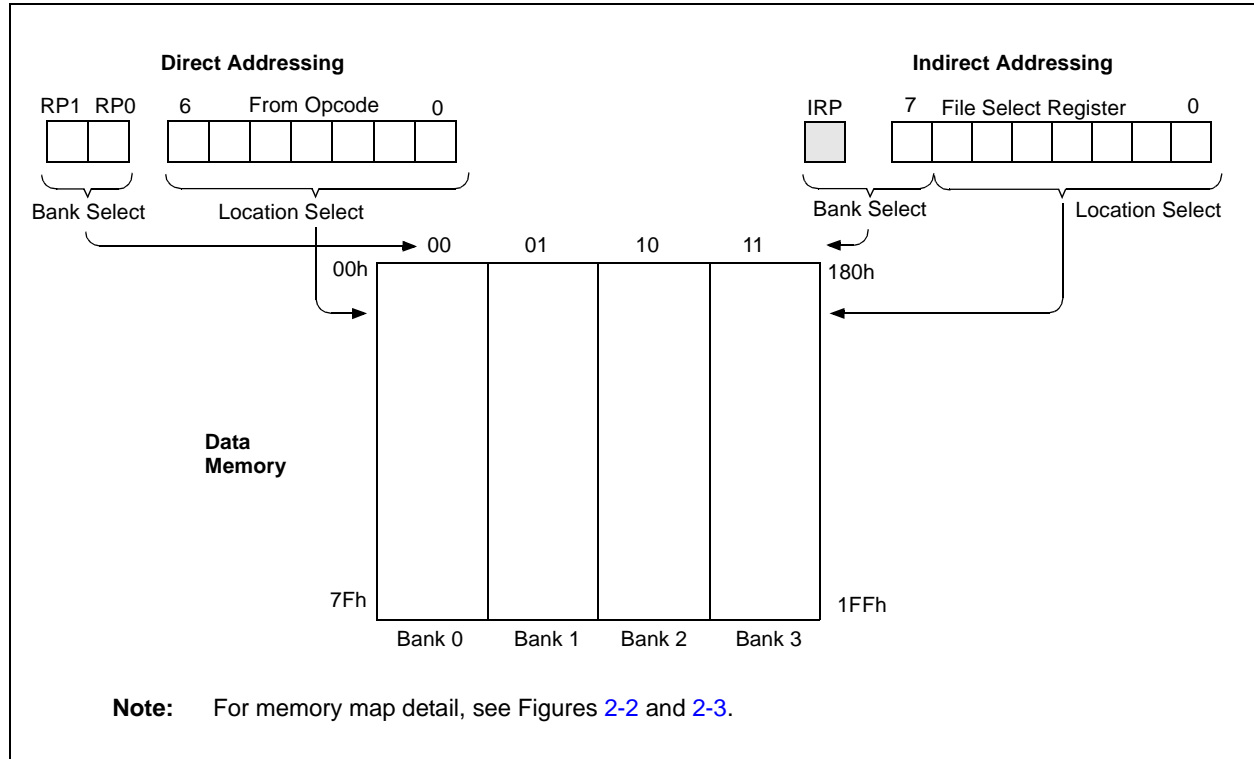 Direct Addressing
Indirect Addressing
RP1 RP0 6 From Opcode 0
IRP 7 File Select Register 0
Bank Select Location Select
Bank Select Location Select
00 01 10 11
00h 180h
Data
Memory
7Fh 1FFh
Bank 0 Bank 1 Bank 2 Bank 3
Note: For memory map detail, see Figures 2-2 and 2-3.